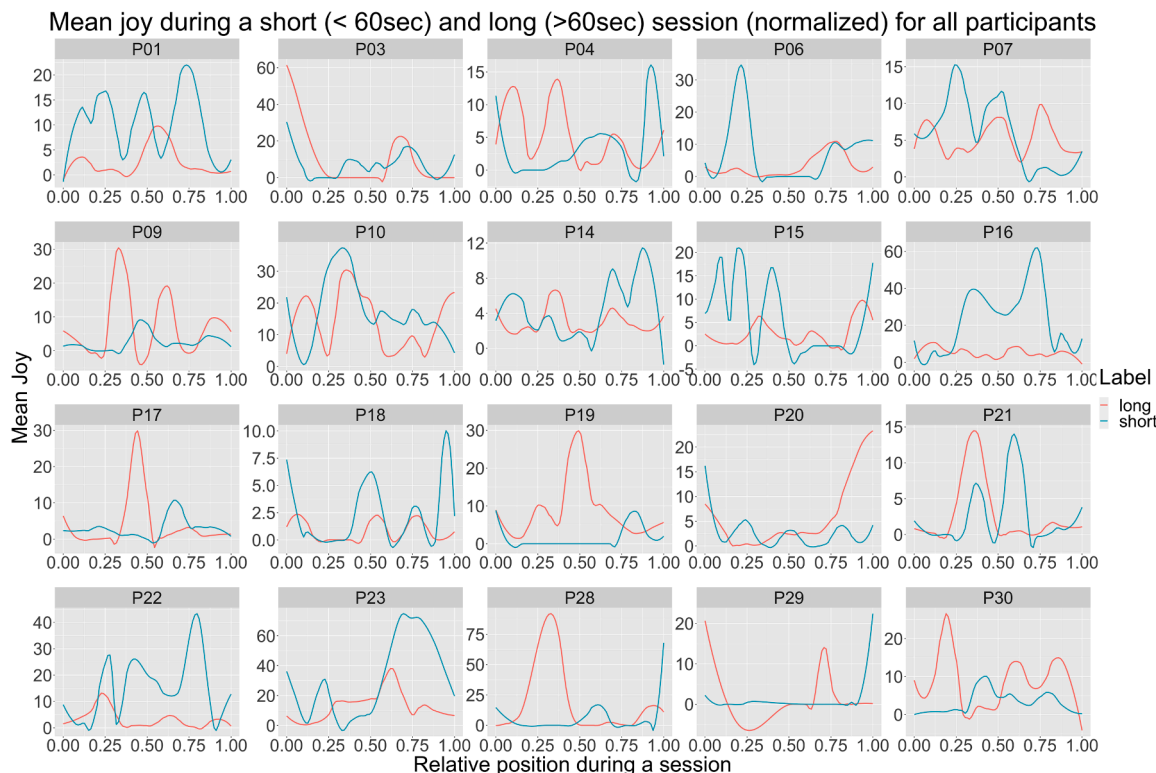 Mean joy during a short (< 60sec) and long (>60sec) session (normalized) for all participants
P01 P03 P04 P06 P07
20 15 10 5 0
60 40 20 0
15 10 5 0
30 20 10 0
15 10 5 0
0.00 0.25 0.50 0.75 1.00 0.00 0.25 0.50 0.75 1.00 0.00 0.25 0.50 0.75 1.00 0.00 0.25 0.50 0.75 1.00 0.00 0.25 0.50 0.75 1.00
P09 P10 P14 P15 P16
30 20 10 0
30 20 10 0
12 8 4 0
20 15 10 5 0 -5
60 40 20 0
0.00 0.25 0.50 0.75 1.00 0.00 0.25 0.50 0.75 1.00 0.00 0.25 0.50 0.75 1.00 0.00 0.25 0.50 0.75 1.00 0.00 0.25 0.50 0.75 1.00
Mean Joy
Label
long
short
P17 P18 P19 P20 P21
30 20 10 0
10.0 7.5 5.0 2.5 0.0
30 20 10 0
20 15 10 5 0
15 10 5 0
0.00 0.25 0.50 0.75 1.00 0.00 0.25 0.50 0.75 1.00 0.00 0.25 0.50 0.75 1.00 0.00 0.25 0.50 0.75 1.00 0.00 0.25 0.50 0.75 1.00
P22 P23 P28 P29 P30
40 30 20 10 0
60 40 20 0
75 50 25 0
20 10 0
20 10 0
0.00 0.25 0.50 0.75 1.00 0.00 0.25 0.50 0.75 1.00 0.00 0.25 0.50 0.75 1.00 0.00 0.25 0.50 0.75 1.00 0.00 0.25 0.50 0.75 1.00
Relative position during a session